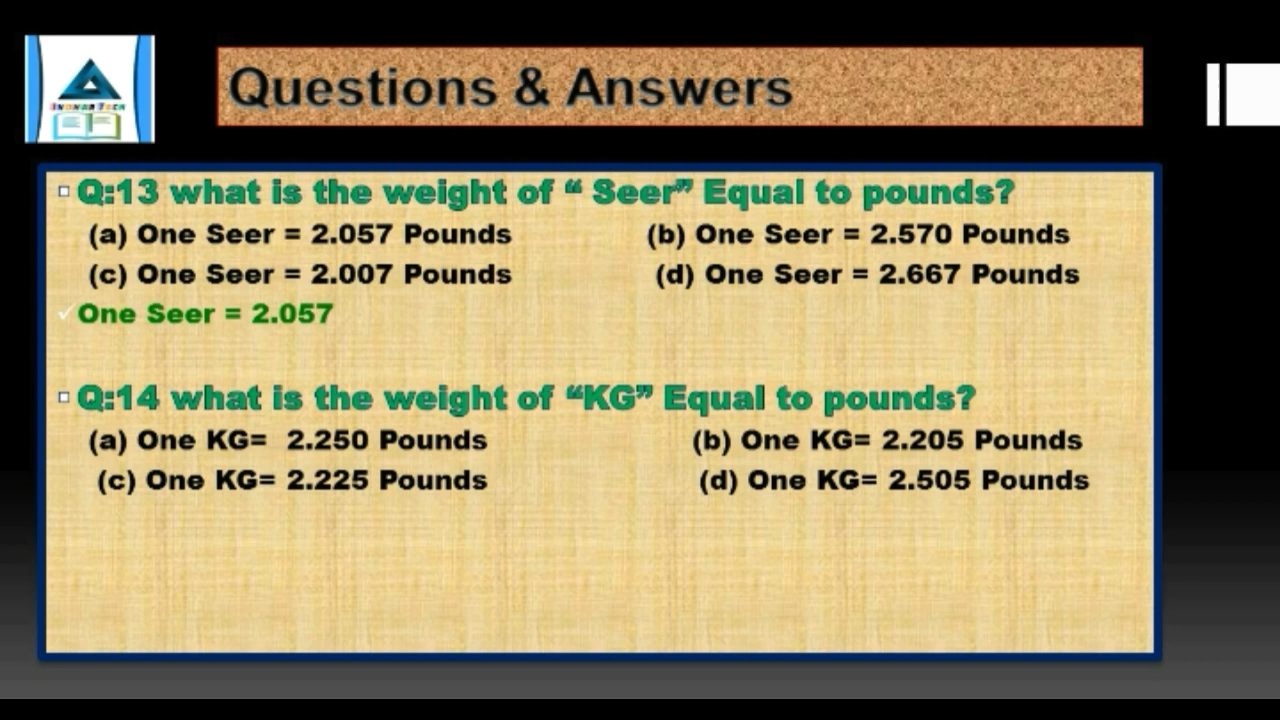 Questions & Answers
Q:13 what is the weight of “ Seer” Equal to pounds?
(a) One Seer = 2.057 Pounds (b) One Seer = 2.570 Pounds
(c) One Seer = 2.007 Pounds (d) One Seer = 2.667 Pounds
✓One Seer = 2.057
Q:14 what is the weight of “KG” Equal to pounds?
(a) One KG=  2.250 Pounds (b) One KG= 2.205 Pounds
(c) One KG= 2.225 Pounds (d) One KG= 2.505 Pounds